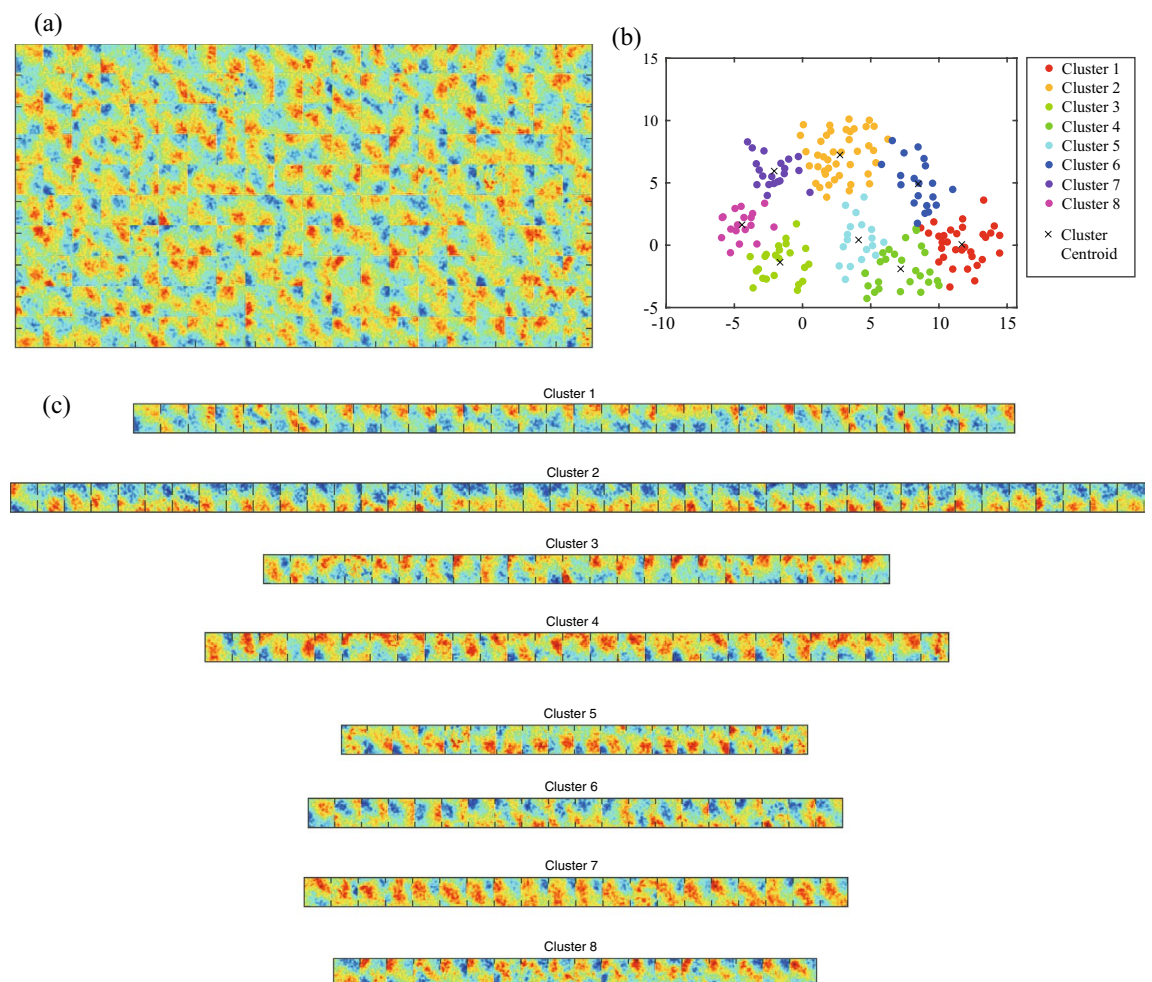 (a)
(b)
15
10
5
0
-5
-10
-5
0
5
10
15
Cluster 1
Cluster 2
Cluster 3
Cluster 4
Cluster 5
Cluster 6
Cluster 7
Cluster 8
× Cluster
Centroid
(c)
Cluster 1
Cluster 2
Cluster 3
Cluster 4
Cluster 5
Cluster 6
Cluster 7
Cluster 8